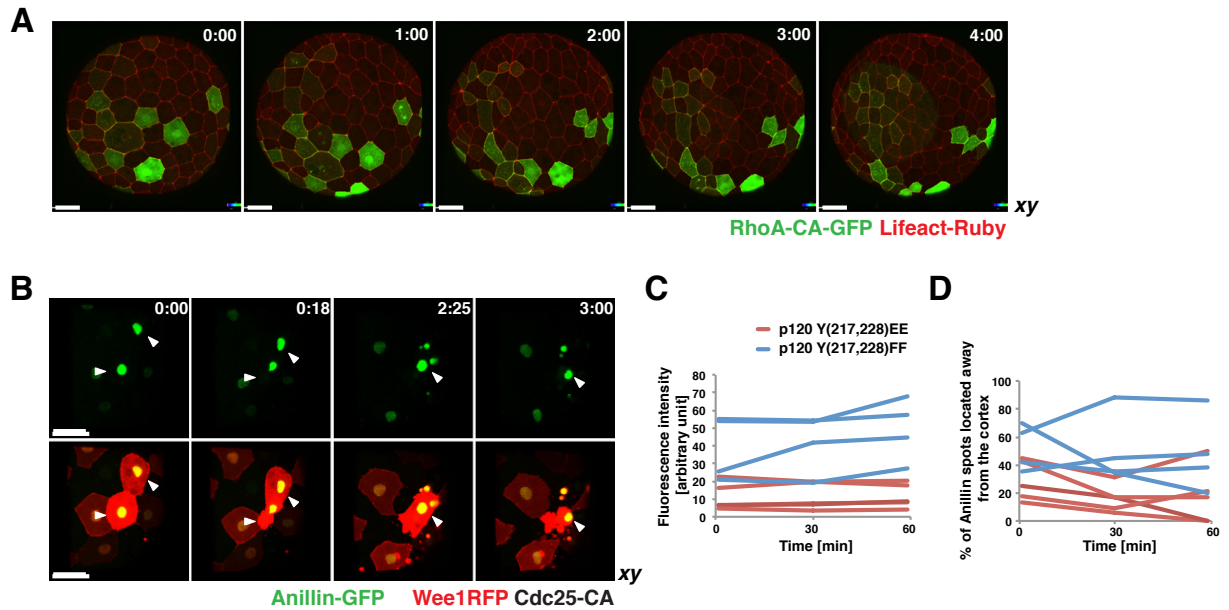 A
0:00 1:00 2:00 3:00 4:00
xy
RhoA-CA-GFP Lifeact-Ruby
B
0:00 0:18 2:25 3:00
xy
Anillin-GFP Wee1RFP Cdc25-CA
C
p120 Y(217,228)EE
p120 Y(217,228)FF
Fluorescence intensity
[arbitrary unit]
80
70
60
50
40
30
20
10
0
0 30 60
Time [min]
D
% of Anillin spots located away
from the cortex
100
80
60
40
20
0
0 30 60
Time [min]